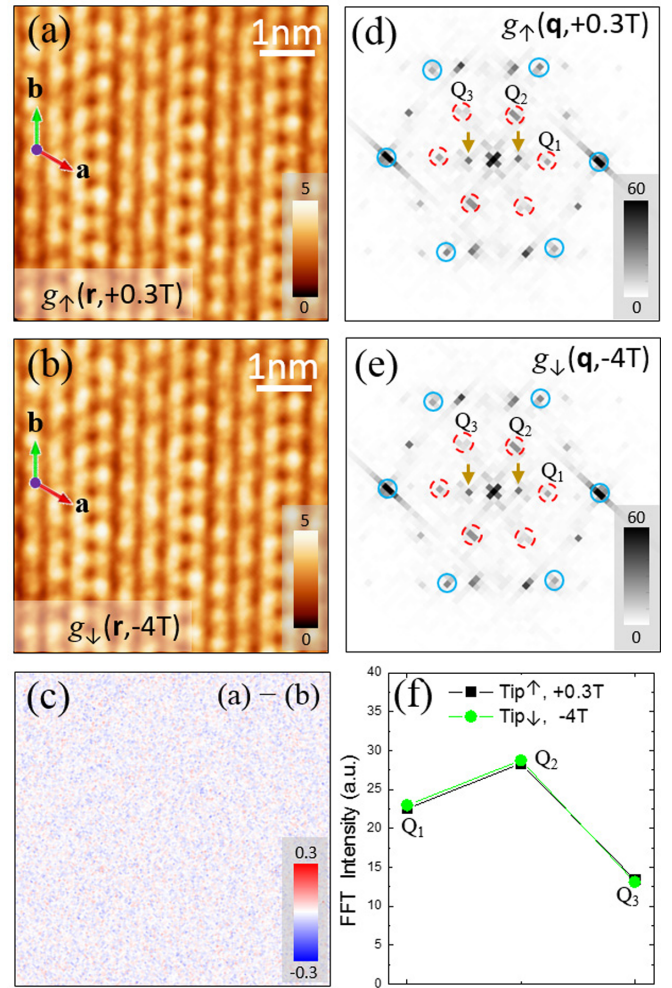 (a)
1nm
b
a
5
0
g↑(r,+0.3T)
(d)
g↑(q,+0.3T)
Q3
Q2
Q1
60
0
(b)
1nm
b
a
5
0
g↓(r,-4T)
(e)
g↓(q,-4T)
Q3
Q2
Q1
60
0
(c)
(a) – (b)
0.3
-0.3
(f)
Tip↑, +0.3T
Tip↓, -4T
40
35
30
25
20
15
10
5
0
FFT Intensity (a.u.)
Q1
Q2
Q3